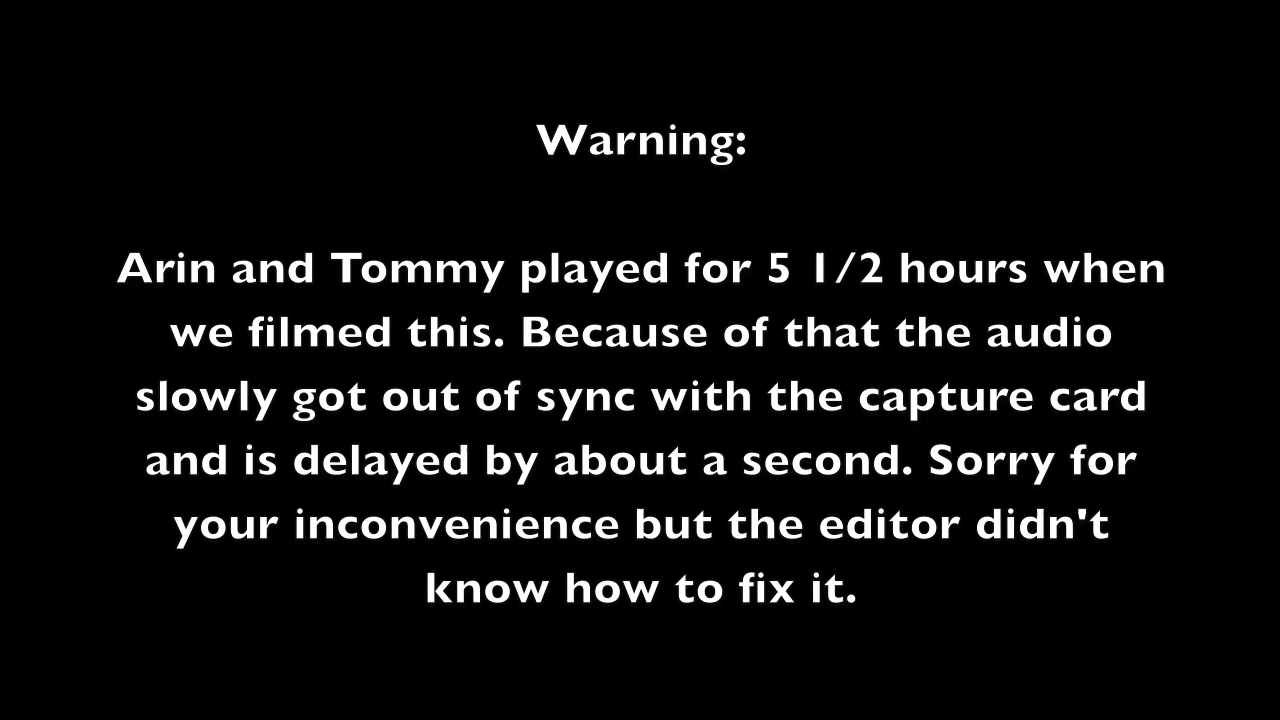 Warning:
Arin and Tommy played for 5 1/2 hours when
we filmed this. Because of that the audio
slowly got out of sync with the capture card
and is delayed by about a second. Sorry for
your inconvenience but the editor didn't
know how to fix it.